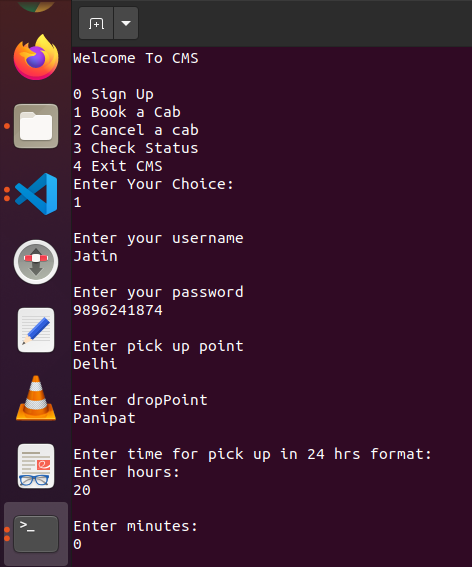 Welcome To CMS
0 Sign Up
1 Book a Cab
2 Cancel a cab
3 Check Status
4 Exit CMS
Enter Your Choice:
1
Enter your username
Jatin
Enter your password
9896241874
Enter pick up point
Delhi
Enter dropPoint
Panipat
Enter time for pick up in 24 hrs format:
Enter hours:
20
Enter minutes:
0